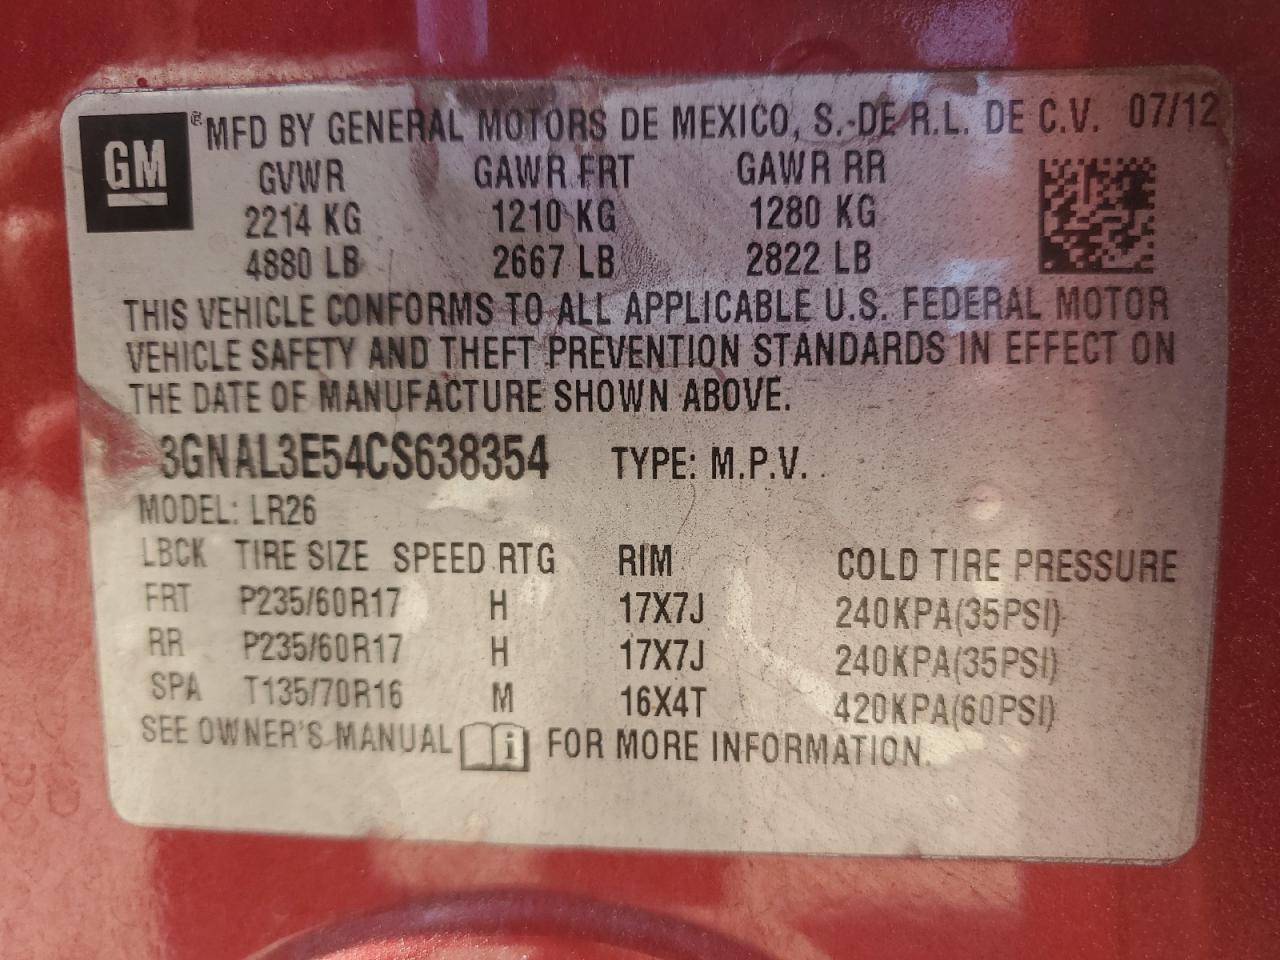 GM ® MFD BY GENERAL MOTORS DE MEXICO, S. DE R.L. DE C.V. 07/12
GVWR GAWR FRT GAWR RR
2214 KG 1210 KG 1280 KG
4880 LB 2667 LB 2822 LB
THIS VEHICLE CONFORMS TO ALL APPLICABLE U.S. FEDERAL MOTOR
VEHICLE SAFETY AND THEFT PREVENTION STANDARDS IN EFFECT ON
THE DATE OF MANUFACTURE SHOWN ABOVE.
3GNAL3E54CS638354 TYPE: M.P.V.
MODEL: LR26
LBCK TIRE SIZE SPEED RTG RIM COLD TIRE PRESSURE
FRT P235/60R17 H 17X7J 240KPA(35PSI)
RR P235/60R17 H 17X7J 240KPA(35PSI)
SPA T135/70R16 M 16X4T 420KPA(60PSI)
SEE OWNER'S MANUAL i FOR MORE INFORMATION.